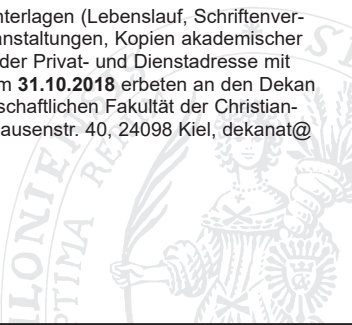 nterlagen (Lebenslauf, Schriftenver-
anstaltungen, Kopien akademischer
der Privat- und Dienstadresse mit
m 31.10.2018 erbeten an den Dekan
schaftlichen Fakultät der Christian-
ausenstr. 40, 24098 Kiel, dekanat@